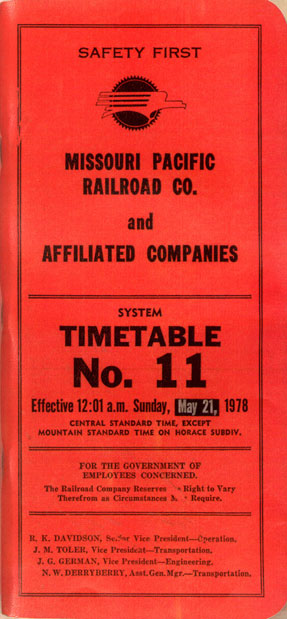 SAFETY FIRST
MISSOURI PACIFIC
RAILROAD CO.
and
AFFILIATED COMPANIES
SYSTEM
TIMETABLE
No. 11
Effective 12:01 a.m. Sunday, May 21, 1978
CENTRAL STANDARD TIME, EXCEPT
MOUNTAIN STANDARD TIME ON HORACE SUBDIV.
FOR THE GOVERNMENT OF
EMPLOYEES CONCERNED.
The Railroad Company Reserves Right to Vary
Therefrom as Circumstances Require.
R. K. DAVIDSON, Senior Vice President—Operation.
J. M. TOLER, Vice President—Transportation.
J. G. GERMAN, Vice President—Engineering.
N. W. DERRYBERRY, Asst. Gen. Mgr.—Transportation.